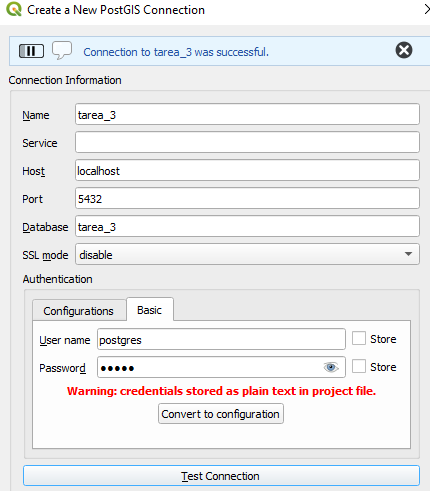 Create a New PostGIS Connection
Connection to tarea_3 was successful.
Connection Information
Name tarea_3
Service
Host localhost
Port 5432
Database tarea_3
SSL mode disable
Authentication
Configurations Basic
User name postgres Store
Password ●●●●● Store
Warning: credentials stored as plain text in project file.
Convert to configuration
Test Connection